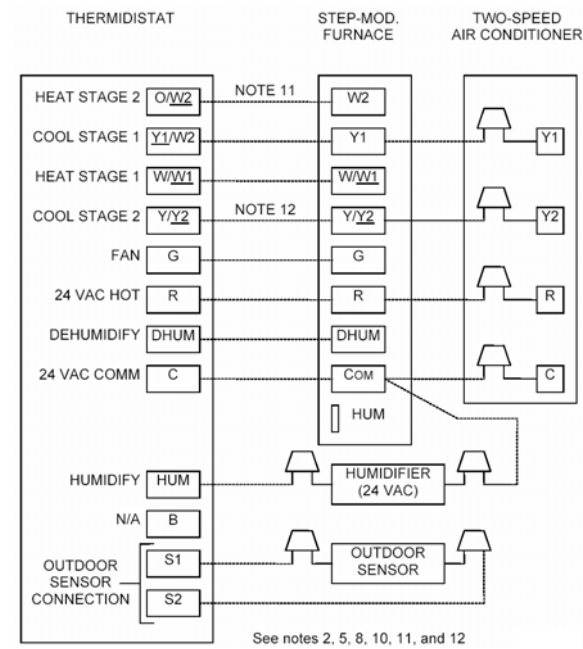 THERMIDISTAT
STEP-MOD.
FURNACE
TWO-SPEED
AIR CONDITIONER
HEAT STAGE 2 O/W2 NOTE 11 W2
COOL STAGE 1 Y1/W2 Y1 Y1
HEAT STAGE 1 W/W1 W/W1
COOL STAGE 2 Y/Y2 NOTE 12 Y/Y2 Y2
FAN G G
24 VAC HOT R R R
DEHUMIDIFY DHUM DHUM
24 VAC COMM C COM C
HUM
HUMIDIFY HUM
HUMIDIFIER
(24 VAC)
N/A B
OUTDOOR
SENSOR
CONNECTION
S1
S2
OUTDOOR
SENSOR
See notes 2, 5, 8, 10, 11, and 12